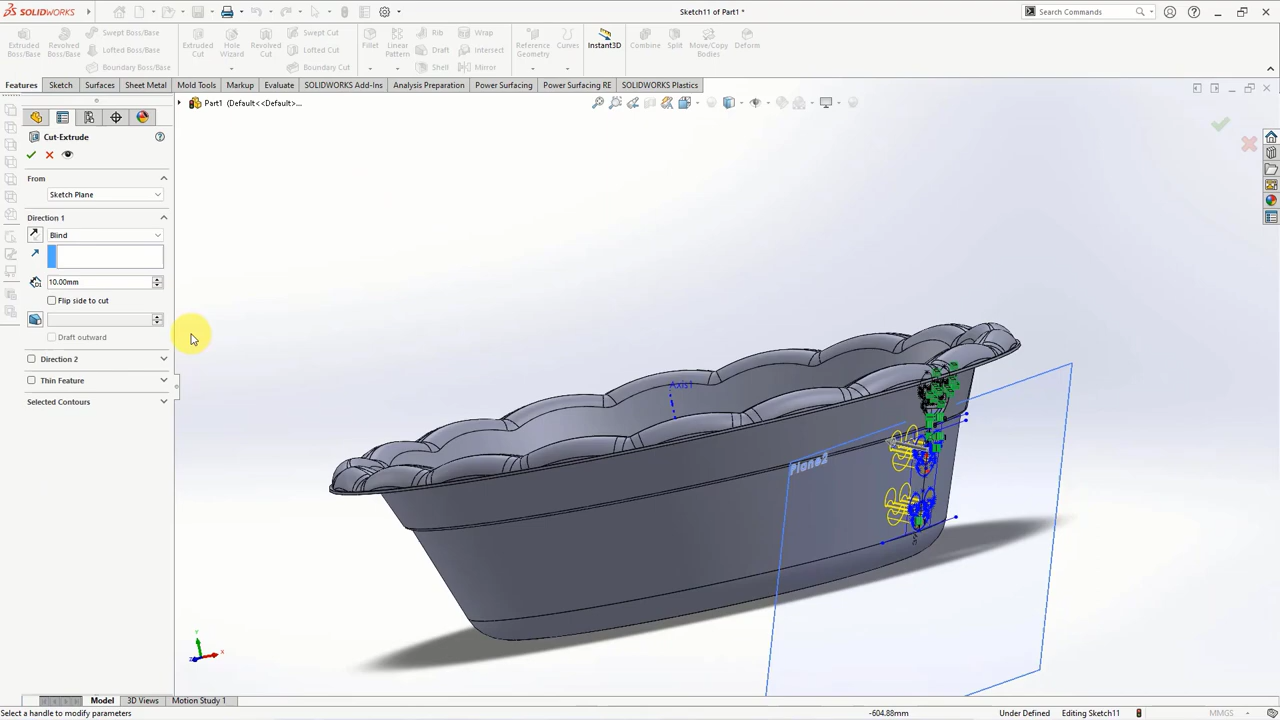 SOLIDWORKS
Sketch11 of Part1 *
Search Commands
Extruded Boss/Base
Revolved Boss/Base
Swept Boss/Base
Lofted Boss/Base
Boundary Boss/Base
Extruded Cut
Hole Wizard
Revolved Cut
Swept Cut
Lofted Cut
Boundary Cut
Fillet
Linear Pattern
Rib
Draft
Shell
Wrap
Intersect
Mirror
Reference Geometry
Curves
Instant3D
Combine
Split
Move/Copy Bodies
Deform
Features
Sketch
Surfaces
Sheet Metal
Mold Tools
Markup
Evaluate
SOLIDWORKS Add-Ins
Analysis Preparation
Power Surfacing
Power Surfacing RE
SOLIDWORKS Plastics
Part1 (Default<<Default>...
Cut-Extrude
From
Sketch Plane
Direction 1
Blind
10.00mm
Flip side to cut
Draft outward
Direction 2
Thin Feature
Selected Contours
Axis1
Y
X
Z
Model
3D Views
Motion Study 1
Select a handle to modify parameters
-604.88mm
Under Defined
Editing Sketch11
MMGS